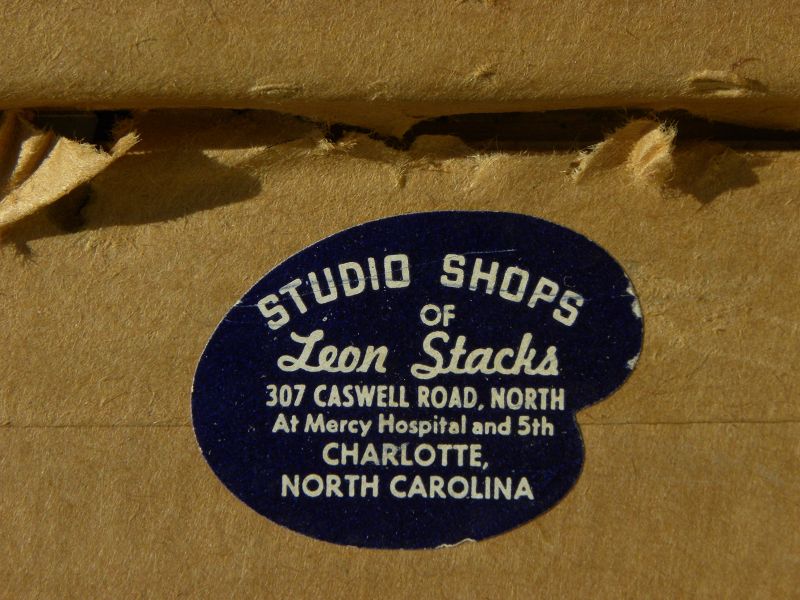 STUDIO SHOPS
OF
Leon Stacks
307 CASWELL ROAD, NORTH
At Mercy Hospital and 5th
CHARLOTTE,
NORTH CAROLINA